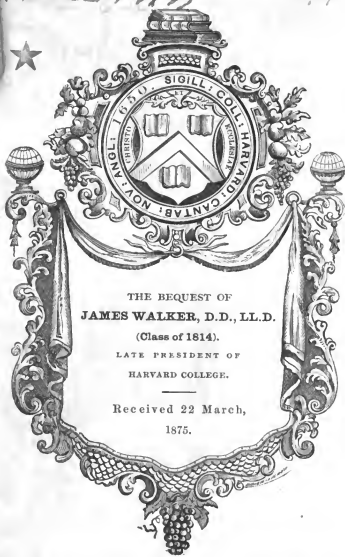 SIGILL: COLL: HARVARD: CANTAB: NOV: ANGL: 1650.
CHRISTO ET ECCLESIAE
THE BEQUEST OF
JAMES WALKER, D.D., LL.D.
(Class of 1814).
LATE PRESIDENT OF
HARVARD COLLEGE.
Received 22 March,
1875.